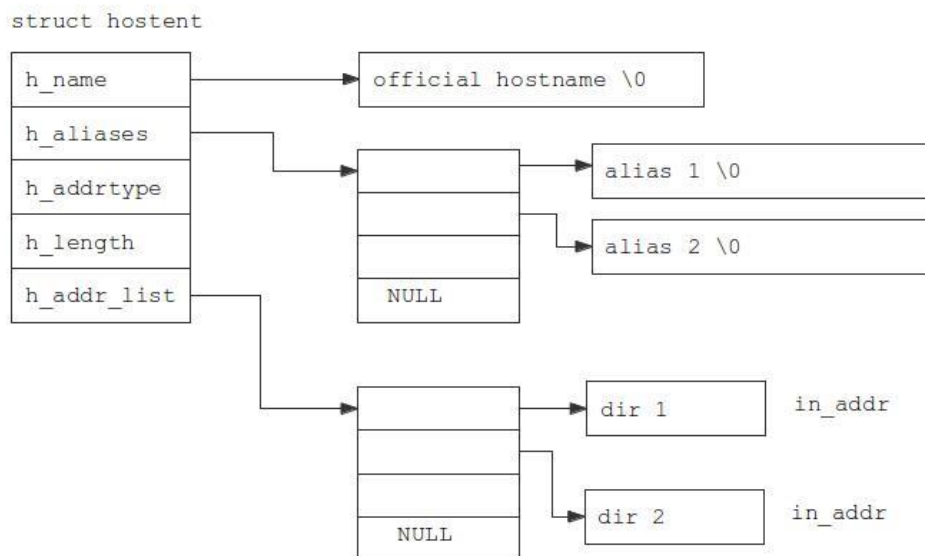 struct hostent
h_name
official hostname \0
h_aliases
alias 1 \0
h_addrtype
h_length
alias 2 \0
h_addr_list
NULL
dir 1
in_addr
dir 2
in_addr
NULL